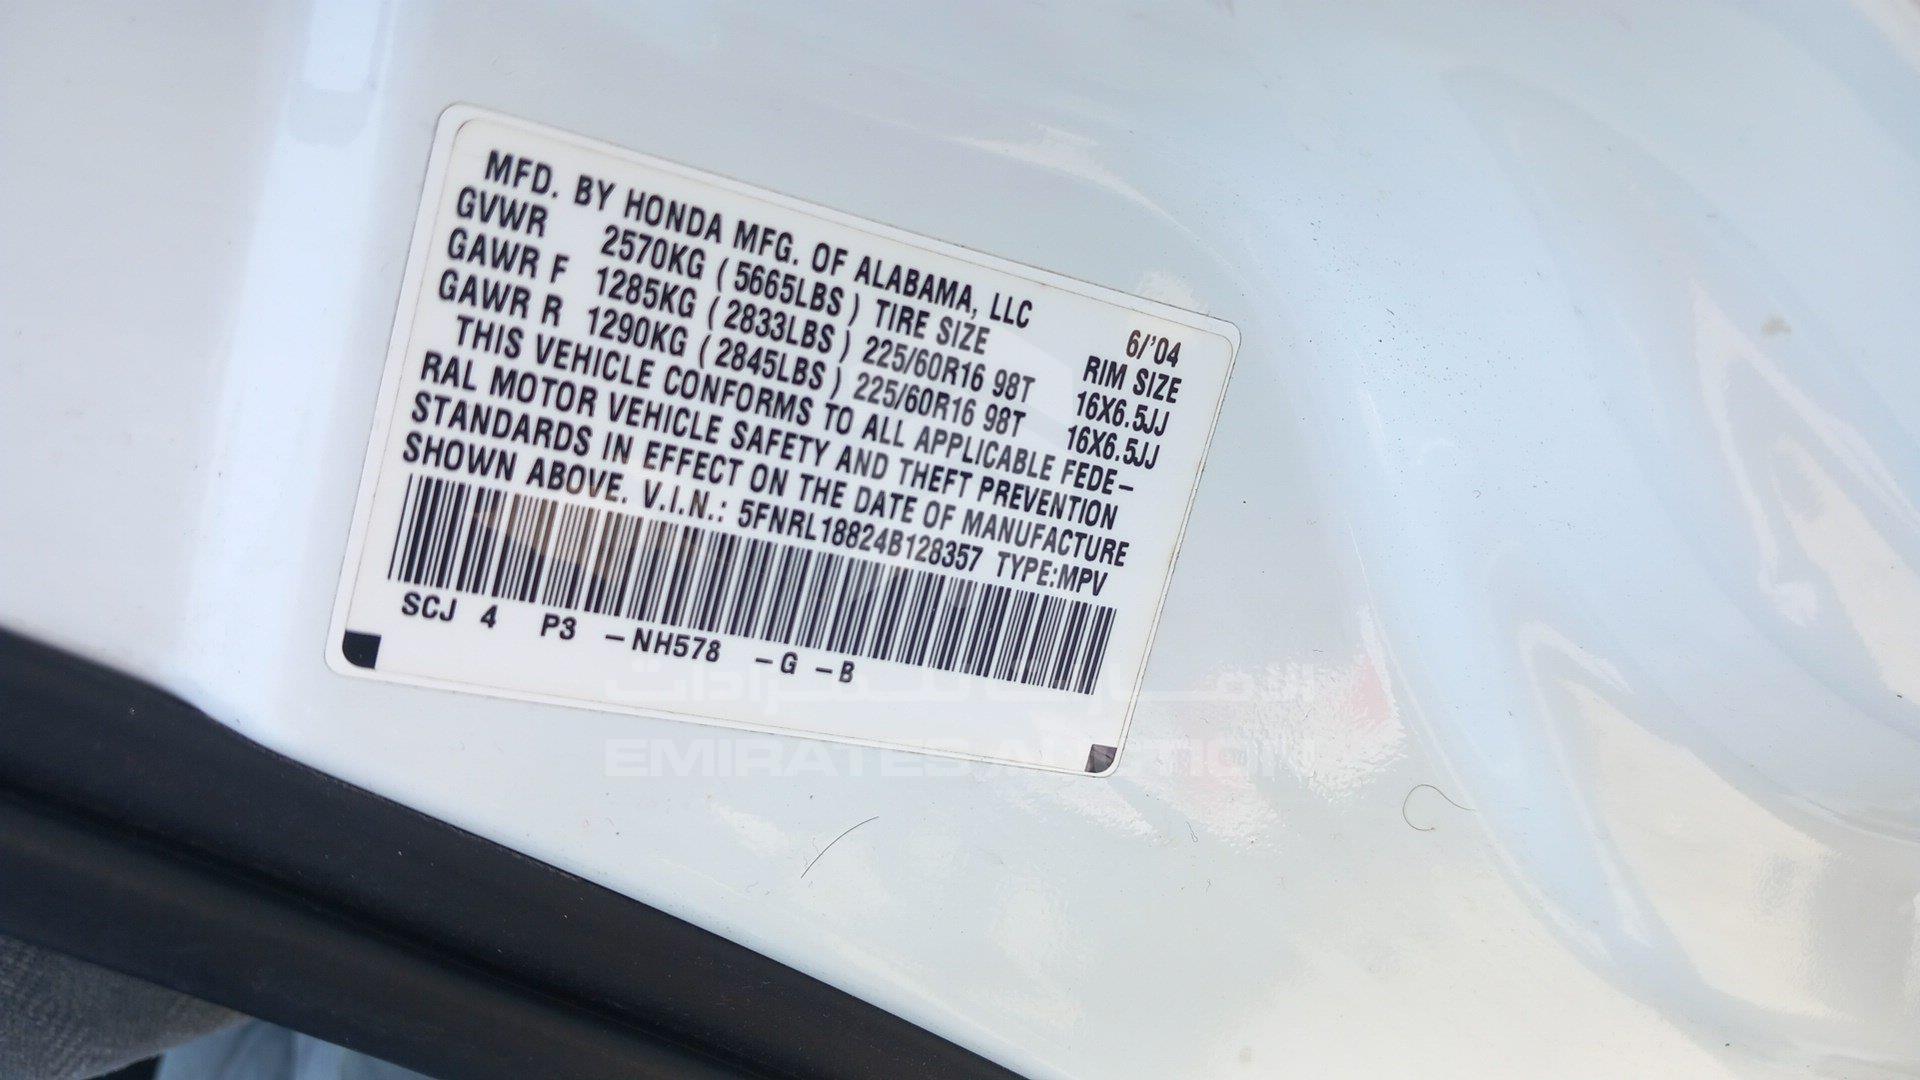 MFD. BY HONDA MFG. OF ALABAMA, LLC 6/'04
GVWR 2570KG ( 5665LBS ) TIRE SIZE RIM SIZE
GAWR F 1285KG ( 2833LBS ) 225/60R16 98T 16X6.5JJ
GAWR R 1290KG ( 2845LBS ) 225/60R16 98T 16X6.5JJ
THIS VEHICLE CONFORMS TO ALL APPLICABLE FEDE–
RAL MOTOR VEHICLE SAFETY AND THEFT PREVENTION
STANDARDS IN EFFECT ON THE DATE OF MANUFACTURE
SHOWN ABOVE. V.I.N.: 5FNRL18824B128357 TYPE:MPV
SCJ 4 P3 –NH578 –G –B
الإمارات للمزادات
EMIRATES AUCTION